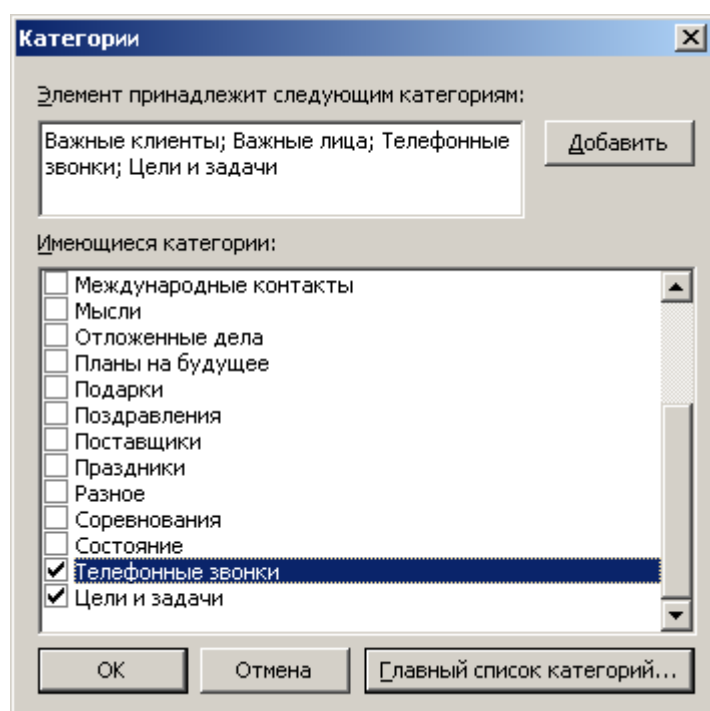 Категории
Элемент принадлежит следующим категориям:
Важные клиенты; Важные лица; Телефонные
звонки; Цели и задачи
Добавить
Имеющиеся категории:
Международные контакты
Мысли
Отложенные дела
Планы на будущее
Подарки
Поздравления
Поставщики
Праздники
Разное
Соревнования
Состояние
Телефонные звонки
Цели и задачи
ОК
Отмена
Главный список категорий...